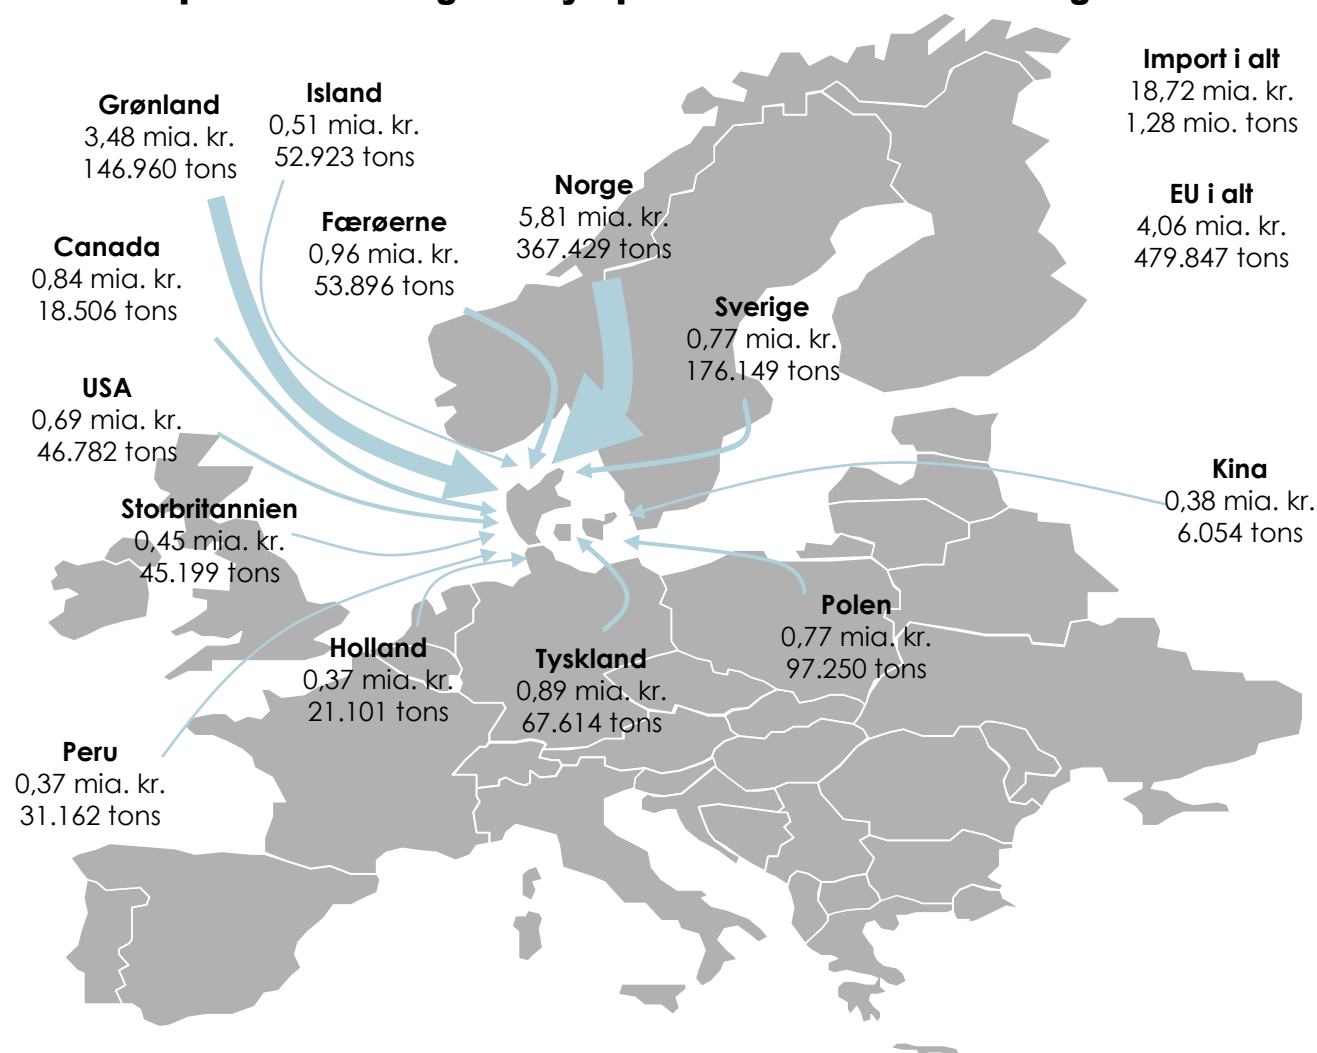 Import i alt
18,72 mia. kr.
1,28 mio. tons
EU i alt
4,06 mia. kr.
479.847 tons
Grønland
3,48 mia. kr.
146.960 tons
Island
0,51 mia. kr.
52.923 tons
Færøerne
0,96 mia. kr.
53.896 tons
Norge
5,81 mia. kr.
367.429 tons
Canada
0,84 mia. kr.
18.506 tons
Sverige
0,77 mia. kr.
176.149 tons
USA
0,69 mia. kr.
46.782 tons
Kina
0,38 mia. kr.
6.054 tons
Storbritannien
0,45 mia. kr.
45.199 tons
Polen
0,77 mia. kr.
97.250 tons
Holland
0,37 mia. kr.
21.101 tons
Tyskland
0,89 mia. kr.
67.614 tons
Peru
0,37 mia. kr.
31.162 tons